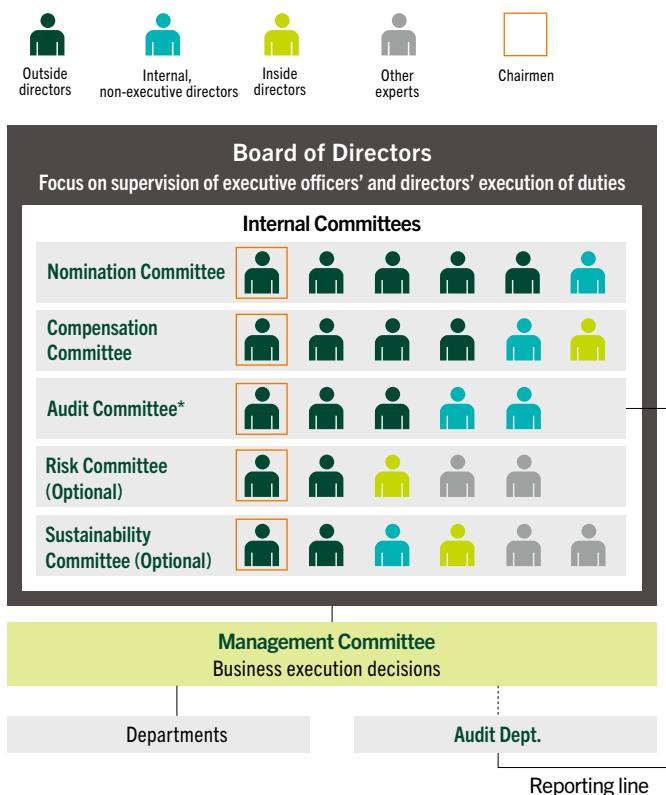 Outside
directors
Internal,
non-executive directors
Inside
directors
Other
experts
Chairmen
Board of Directors
Focus on supervision of executive officers' and directors' execution of duties
Internal Committees
Nomination Committee
Compensation
Committee
Audit Committee*
Risk Committee
(Optional)
Sustainability
Committee (Optional)
Management Committee
Business execution decisions
Departments
Audit Dept.
Reporting line